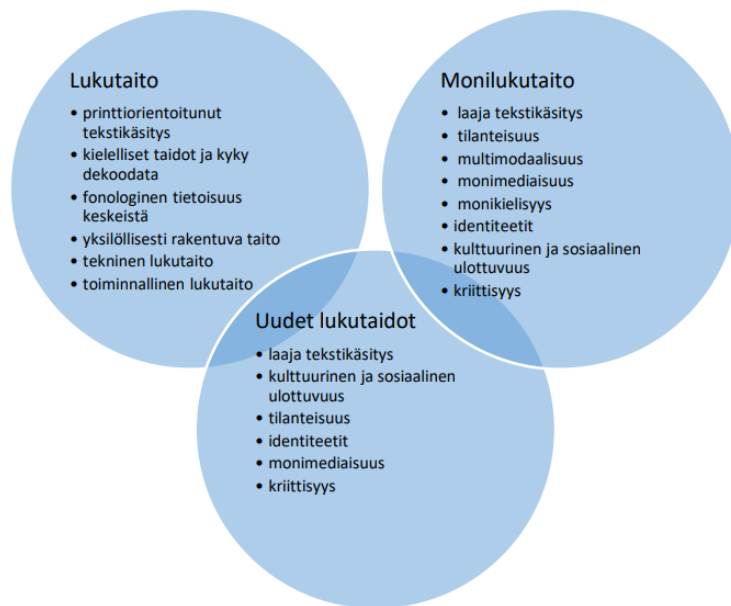 Lukutaito
• printtiorientoitunut
tekstikäsitys
• kielelliset taidot ja kyky
dekoodata
• fonologinen tietoisuus
keskeistä
• yksilöllisesti rakentuva taito
• tekninen lukutaito
• toiminnallinen lukutaito
Monilukutaito
• laaja tekstikäsitys
• tilanteisuus
• multimodaalisuus
• monimediaisuus
• monikielisyys
• identiteetit
• kulttuurinen ja sosiaalinen
ulottuvuus
• kriittisyys
Uudet lukutaidot
• laaja tekstikäsitys
• kulttuurinen ja sosiaalinen
ulottuvuus
• tilanteisuus
• identiteetit
• monimediaisuus
• kriittisyys